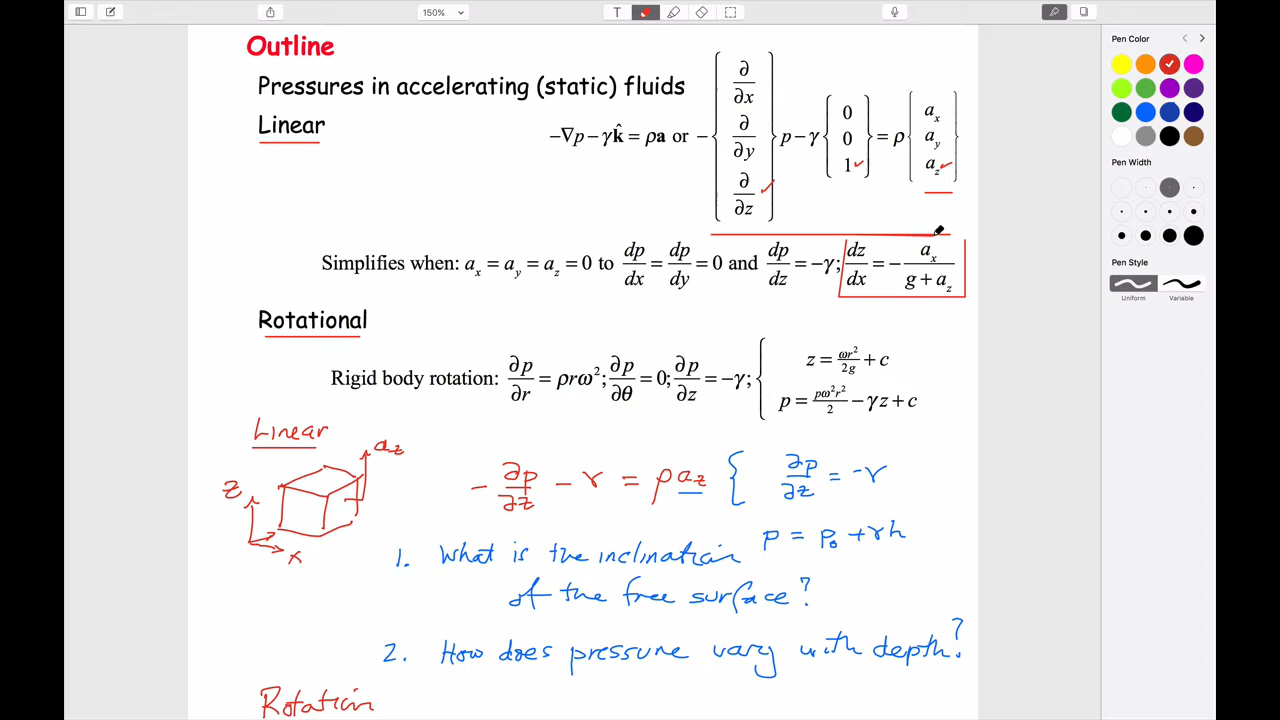 150%
T
Outline
Pressures in accelerating (static) fluids
Linear
−∇p − γk̂ = ρa or − { ∂/∂x ∂/∂y ∂/∂z } p − γ { 0 0 1 } = ρ { a_x a_y a_z }
Simplifies when: a_x = a_y = a_z = 0 to dp/dx = dp/dy = 0 and dp/dz = −γ; dz/dx = − a_x/(g + a_z)
Rotational
Rigid body rotation: ∂p/∂r = ρrω²; ∂p/∂θ = 0; ∂p/∂z = −γ; { z = ωr²/2g + c
p = pω²r²/2 − γz + c
Linear
a_z
z
x
− ∂p/∂z − γ = ρ a_z { ∂p/∂z = −γ
p = p₀ + γh
1. What is the inclination
of the free surface?
2. How does pressure vary with depth?
Rotation
Pen Color
Pen Width
Pen Style
Uniform
Variable